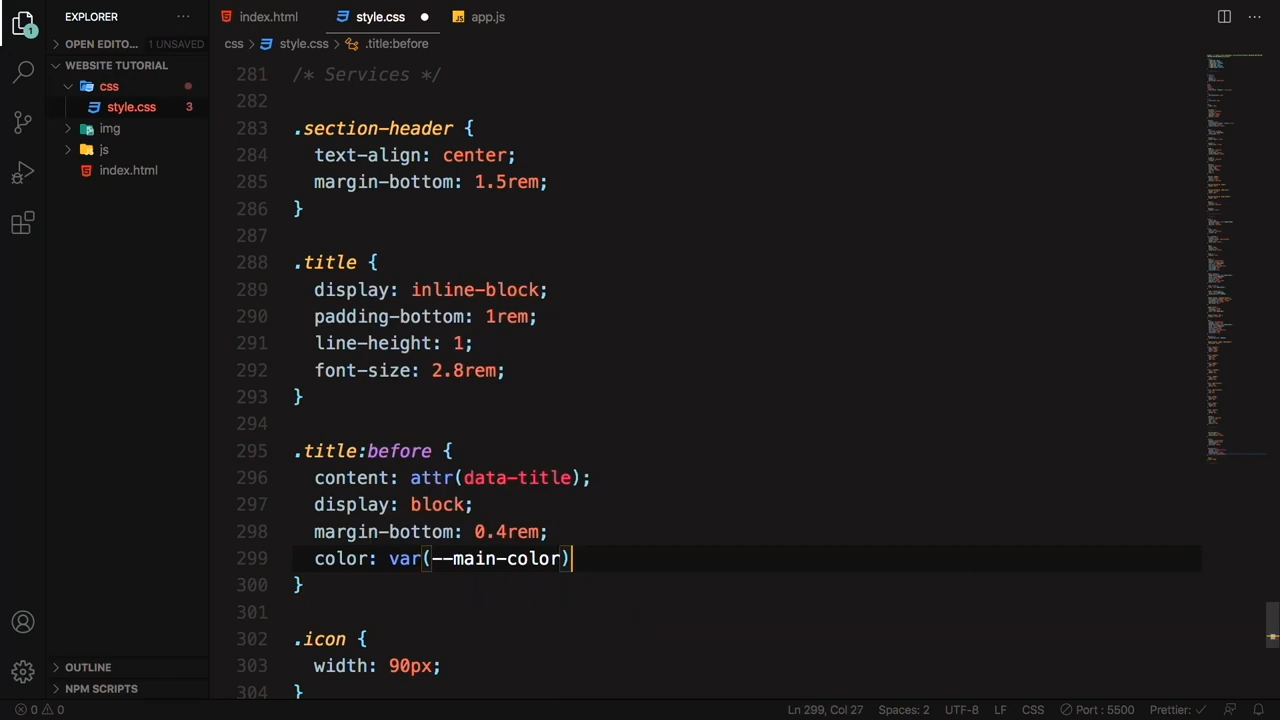 EXPLORER
index.html
style.css
app.js
OPEN EDITO...
1 UNSAVED
css > style.css > .title:before
WEBSITE TUTORIAL
css
style.css
3
img
js
index.html
1
281 /* Services */
282
283 .section-header {
284 text-align: center;
285 margin-bottom: 1.5rem;
286 }
287
288 .title {
289 display: inline-block;
290 padding-bottom: 1rem;
291 line-height: 1;
292 font-size: 2.8rem;
293 }
294
295 .title:before {
296 content: attr(data-title);
297 display: block;
298 margin-bottom: 0.4rem;
299 color: var(--main-color)
300 }
301
302 .icon {
303 width: 90px;
304 }
OUTLINE
NPM SCRIPTS
0 0
Ln 299, Col 27
Spaces: 2
UTF-8
LF
CSS
Port : 5500
Prettier: ✓